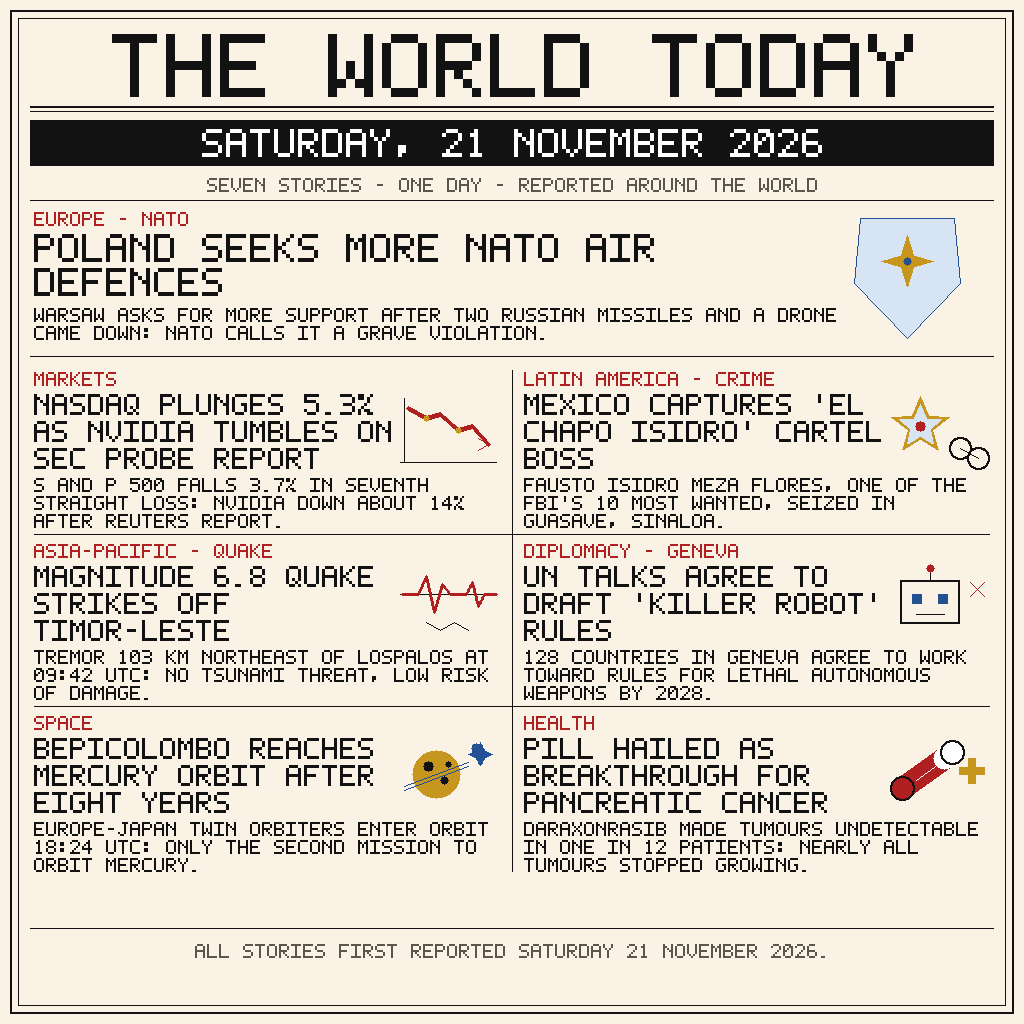 THE WORLD TODAY
SATURDAY, 21 NOVEMBER 2026
SEVEN STORIES - ONE DAY - REPORTED AROUND THE WORLD
EUROPE - NATO
POLAND SEEKS MORE NATO AIR
DEFENCES
WARSAW ASKS FOR MORE SUPPORT AFTER TWO RUSSIAN MISSILES AND A DRONE
CAME DOWN: NATO CALLS IT A GRAVE VIOLATION.
MARKETS
NASDAQ PLUNGES 5.3%
AS NVIDIA TUMBLES ON
SEC PROBE REPORT
S AND P 500 FALLS 3.7% IN SEVENTH
STRAIGHT LOSS: NVIDIA DOWN ABOUT 14%
AFTER REUTERS REPORT.
LATIN AMERICA - CRIME
MEXICO CAPTURES 'EL
CHAPO ISIDRO' CARTEL
BOSS
FAUSTO ISIDRO MEZA FLORES, ONE OF THE
FBI'S 10 MOST WANTED, SEIZED IN
GUASAVE, SINALOA.
ASIA-PACIFIC - QUAKE
MAGNITUDE 6.8 QUAKE
STRIKES OFF
TIMOR-LESTE
TREMOR 103 KM NORTHEAST OF LOSPALOS AT
09:42 UTC: NO TSUNAMI THREAT, LOW RISK
OF DAMAGE.
DIPLOMACY - GENEVA
UN TALKS AGREE TO
DRAFT 'KILLER ROBOT'
RULES
128 COUNTRIES IN GENEVA AGREE TO WORK
TOWARD RULES FOR LETHAL AUTONOMOUS
WEAPONS BY 2028.
SPACE
BEPICOLOMBO REACHES
MERCURY ORBIT AFTER
EIGHT YEARS
EUROPE-JAPAN TWIN ORBITERS ENTER ORBIT
18:24 UTC: ONLY THE SECOND MISSION TO
ORBIT MERCURY.
HEALTH
PILL HAILED AS
BREAKTHROUGH FOR
PANCREATIC CANCER
DARAXONRASIB MADE TUMOURS UNDETECTABLE
IN ONE IN 12 PATIENTS: NEARLY ALL
TUMOURS STOPPED GROWING.
ALL STORIES FIRST REPORTED SATURDAY 21 NOVEMBER 2026.